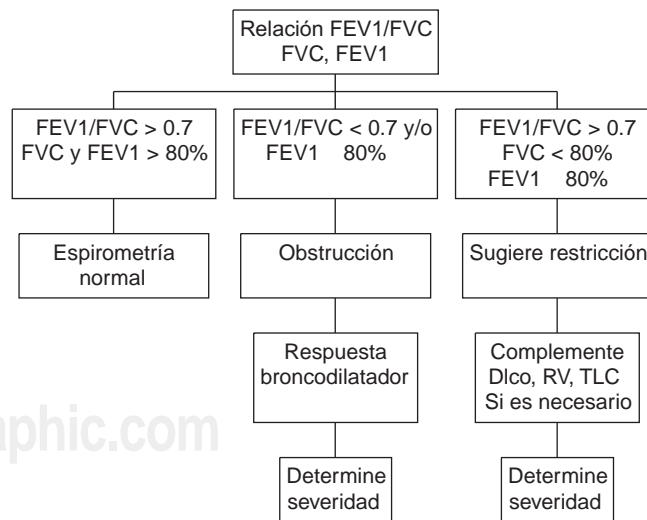 Relación FEV1/FVC
FVC, FEV1
FEV1/FVC > 0.7
FVC y FEV1 > 80%
FEV1/FVC < 0.7 y/o
FEV1 80%
FEV1/FVC > 0.7
FVC < 80%
FEV1 80%
Espirometría
normal
Obstrucción
Sugiere restricción
Respuesta
broncodilatador
Complemente
Dlco, RV, TLC
Si es necesario
Determine
severidad
Determine
severidad
aphic.com